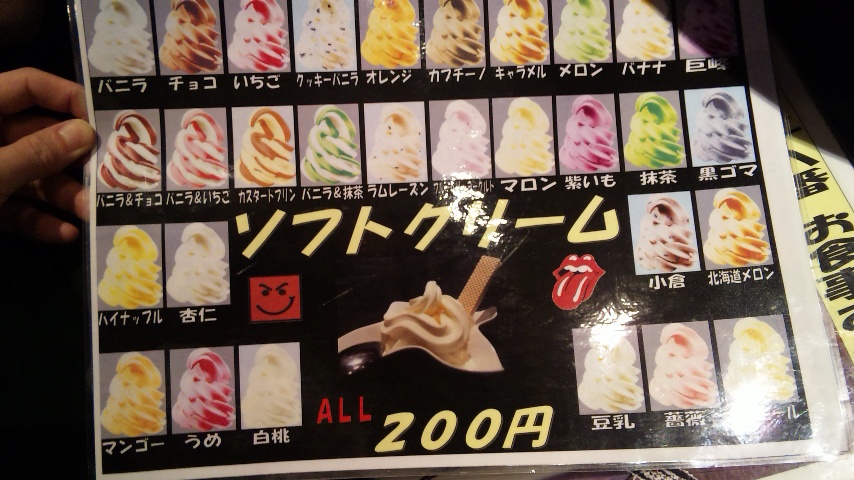 バニラ チョコ いちご クッキーバニラ オレンジ カプチーノ キャラメル メロン バナナ 巨峰
バニラ&チョコ バニラ&いちご カスタードプリン バニラ&抹茶 ラムレーズン マロン 紫いも 抹茶 黒ゴマ
ソフトクリーム
小倉 北海道メロン
パイナップル 杏仁
マンゴー うめ 白桃
豆乳 薔薇
ALL 200円
お食事